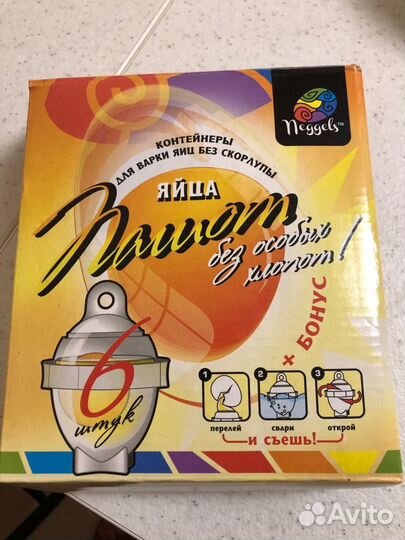 Neggels™
КОНТЕЙНЕРЫ
ДЛЯ ВАРКИ ЯИЦ БЕЗ СКОРЛУПЫ
ЯЙЦА
Пашот
без особых
хлопот!
+ БОНУС
6
штук
1
2
3
перелей
свари
открой
и съешь!
Avito